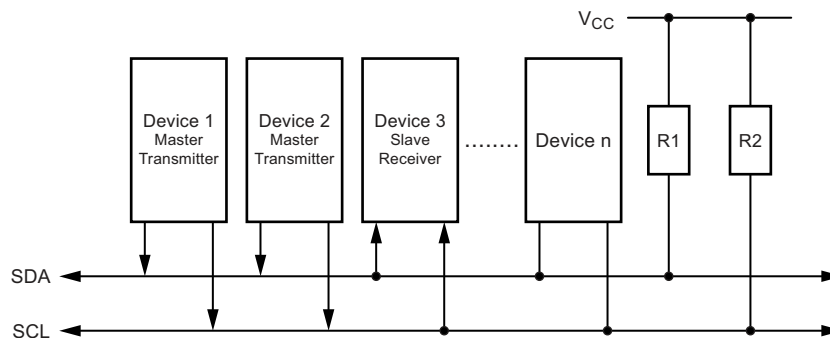 VCC
Device 1
Master
Transmitter
Device 2
Master
Transmitter
Device 3
Slave
Receiver
........
Device n
R1
R2
SDA
SCL